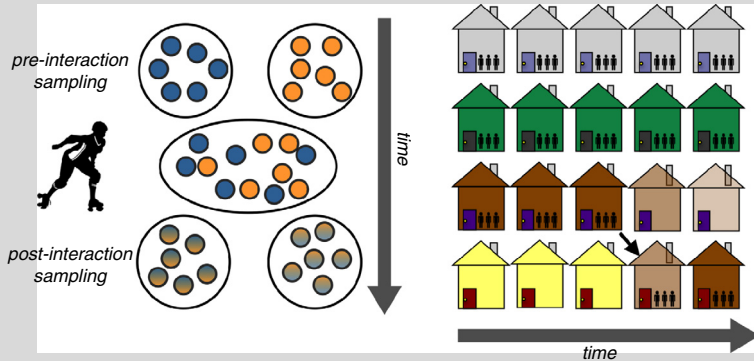 pre-interaction
sampling
time
post-interaction
sampling
time